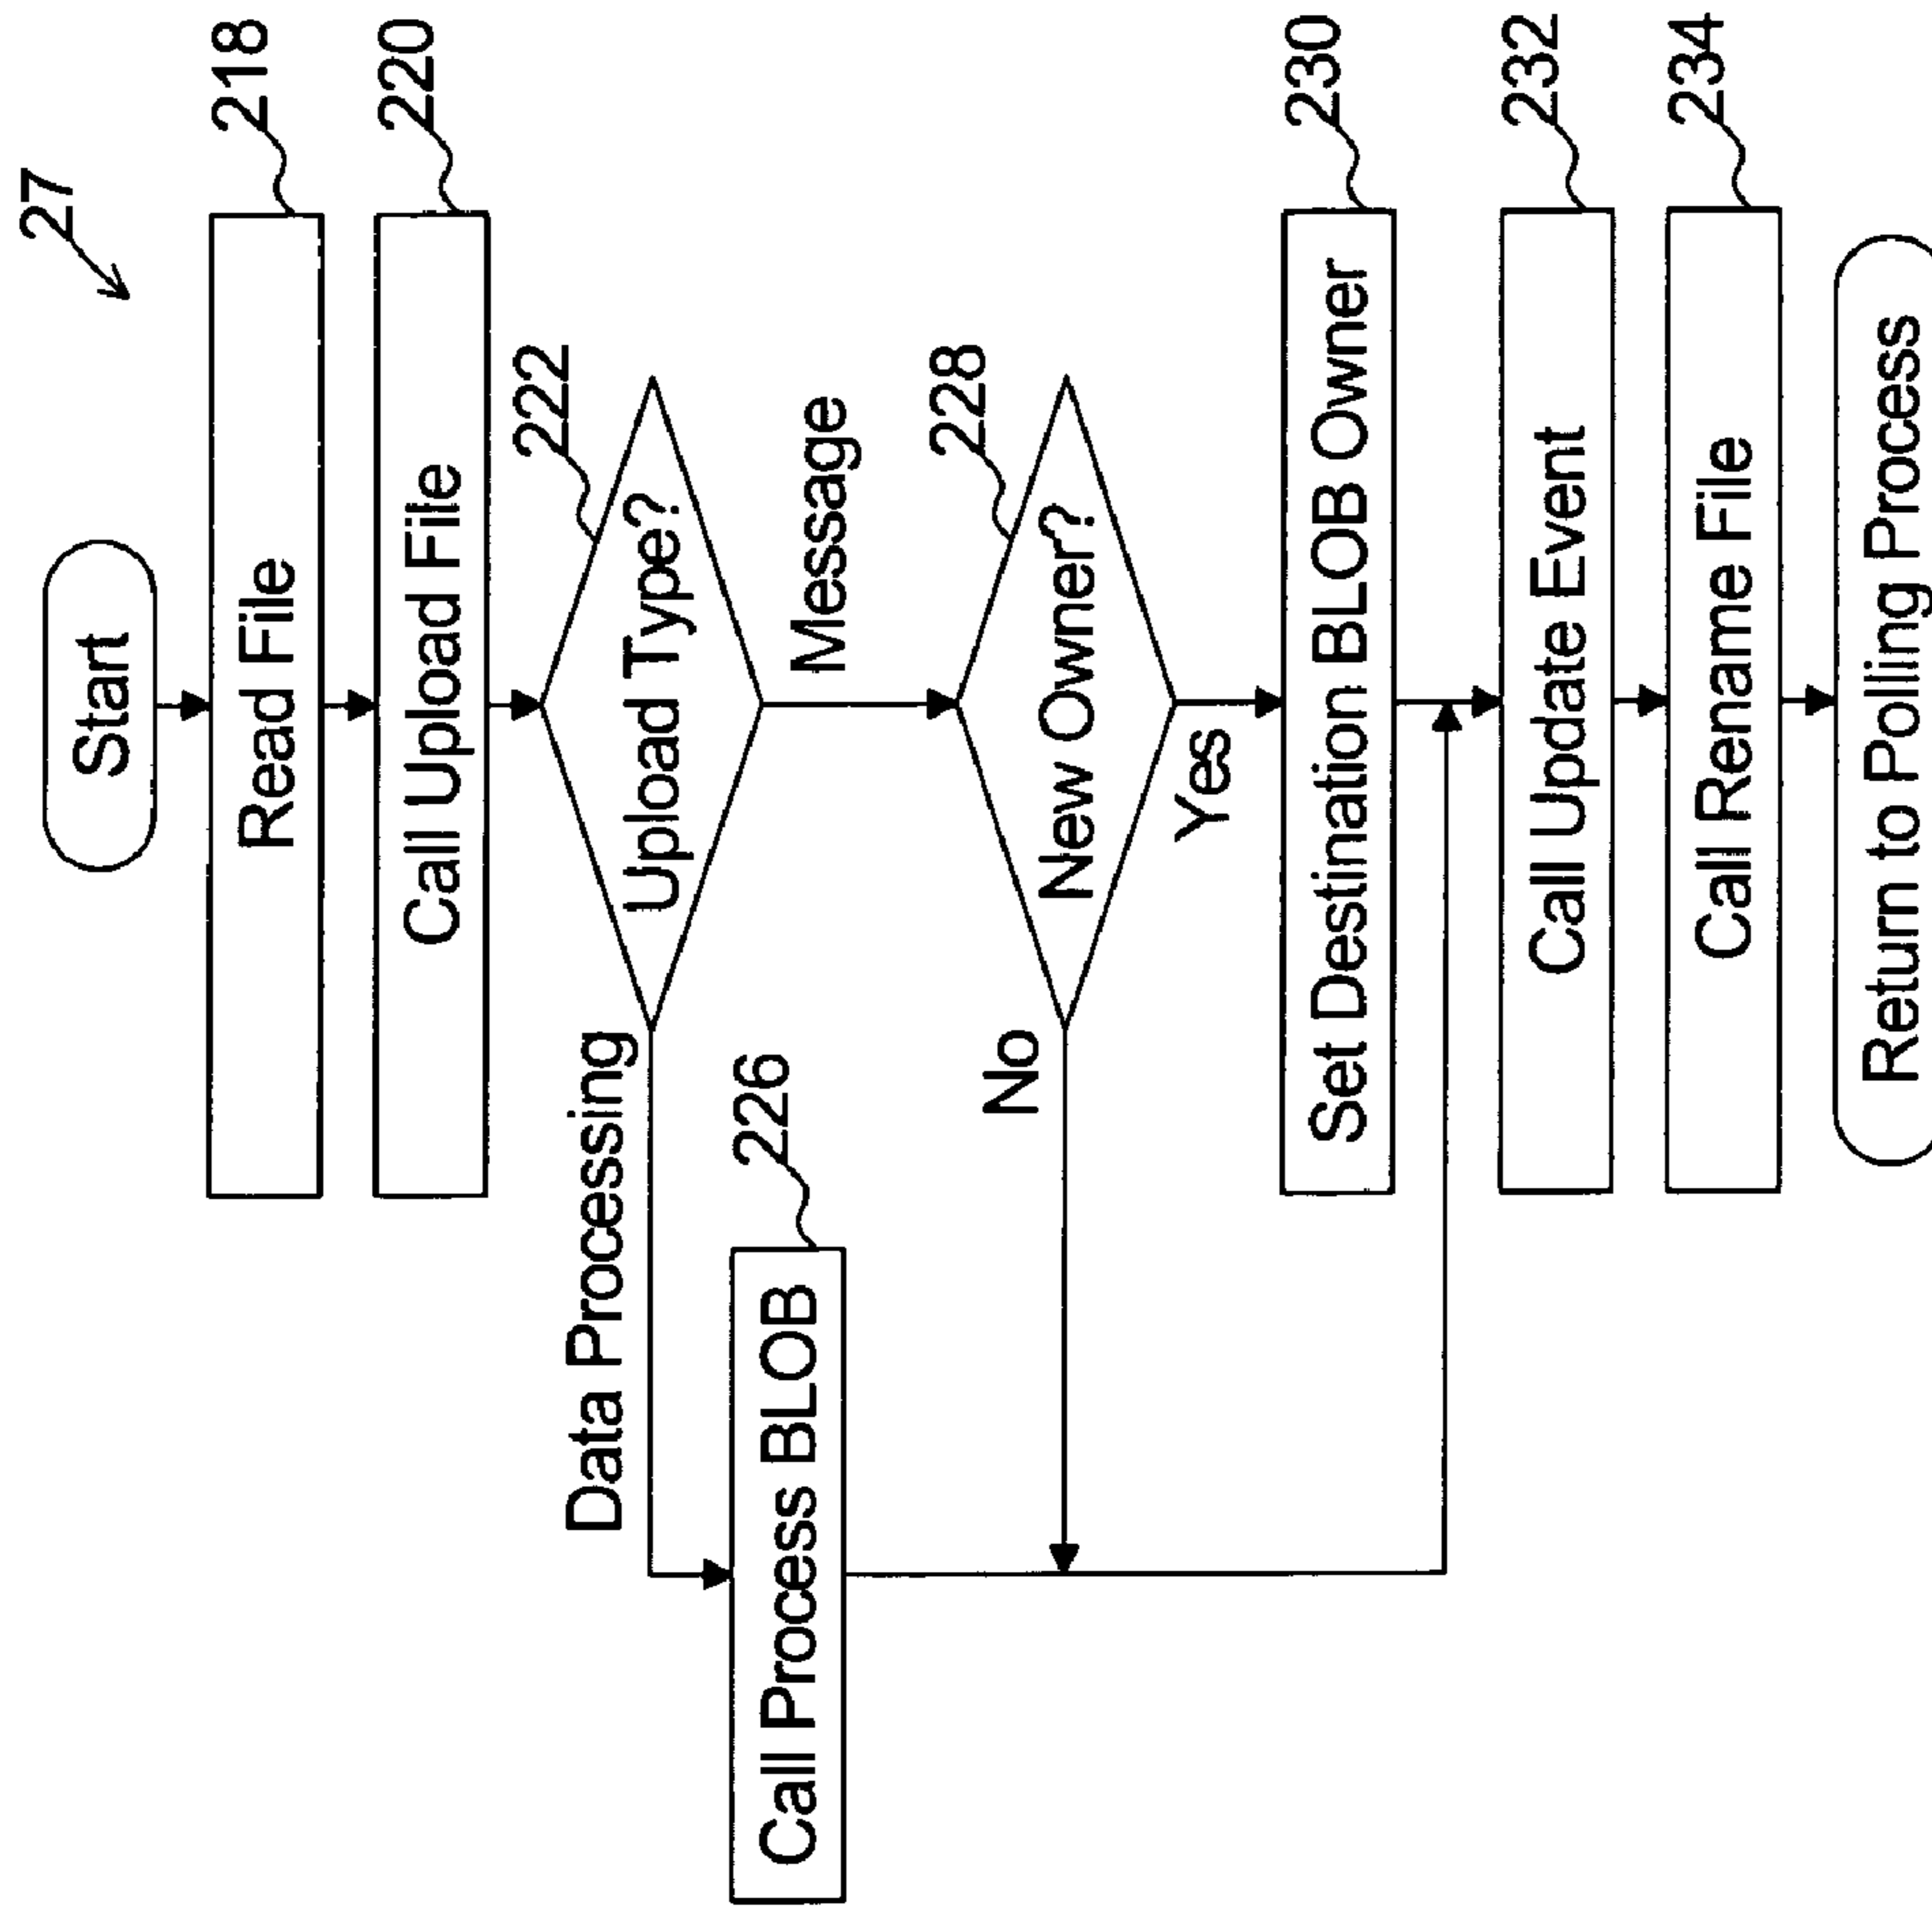 27
Start
218
Read File
220
Call Upload File
222
Upload Type?
Data Processing
Message
226
Call Process BLOB
228
New Owner?
No
Yes
230
Set Destination BLOB Owner
232
Call Update Event
234
Call Rename File
Return to Polling Process